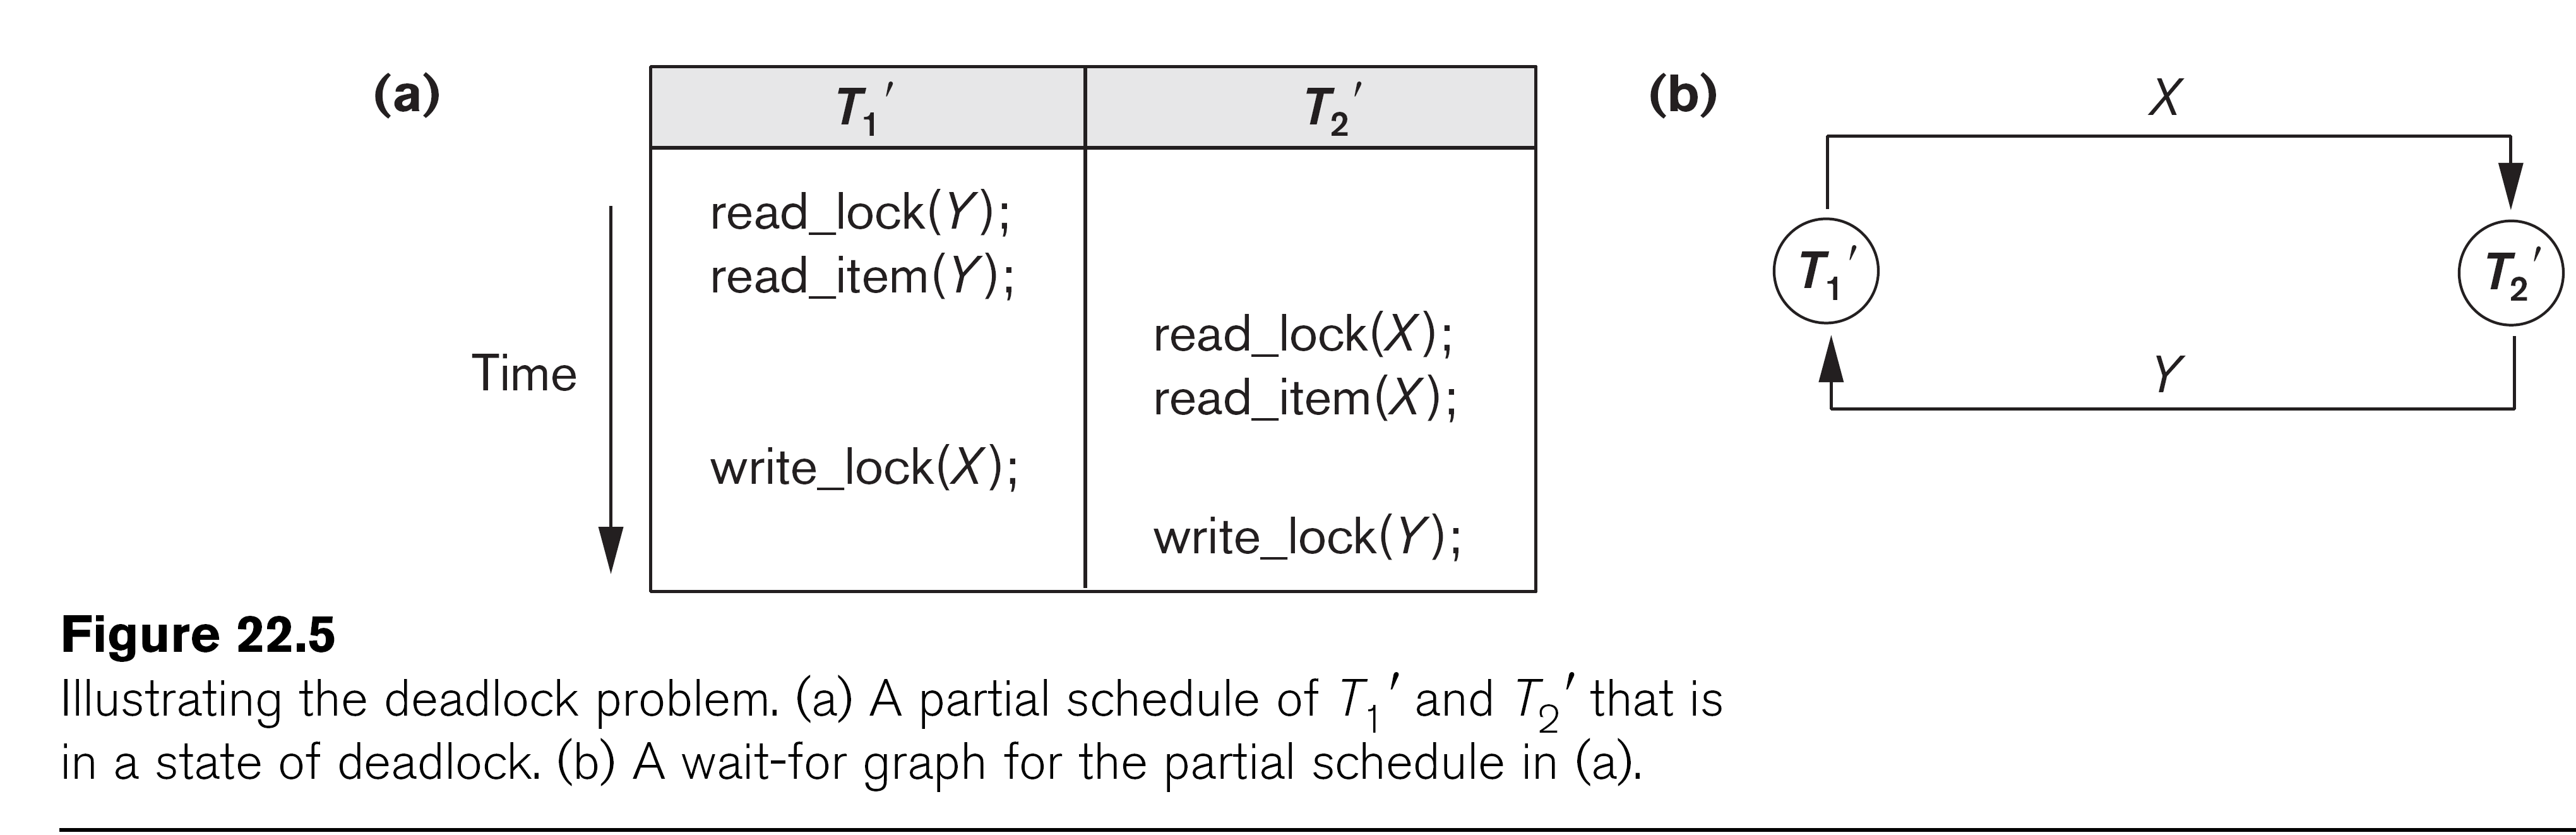 (a)
T1′ T2′
read_lock(Y);
read_item(Y);
read_lock(X);
Time
read_item(X);
write_lock(X);
write_lock(Y);
(b)
X
T1′ T2′
Y
Figure 22.5
Illustrating the deadlock problem. (a) A partial schedule of T1′ and T2′ that is
in a state of deadlock. (b) A wait-for graph for the partial schedule in (a).